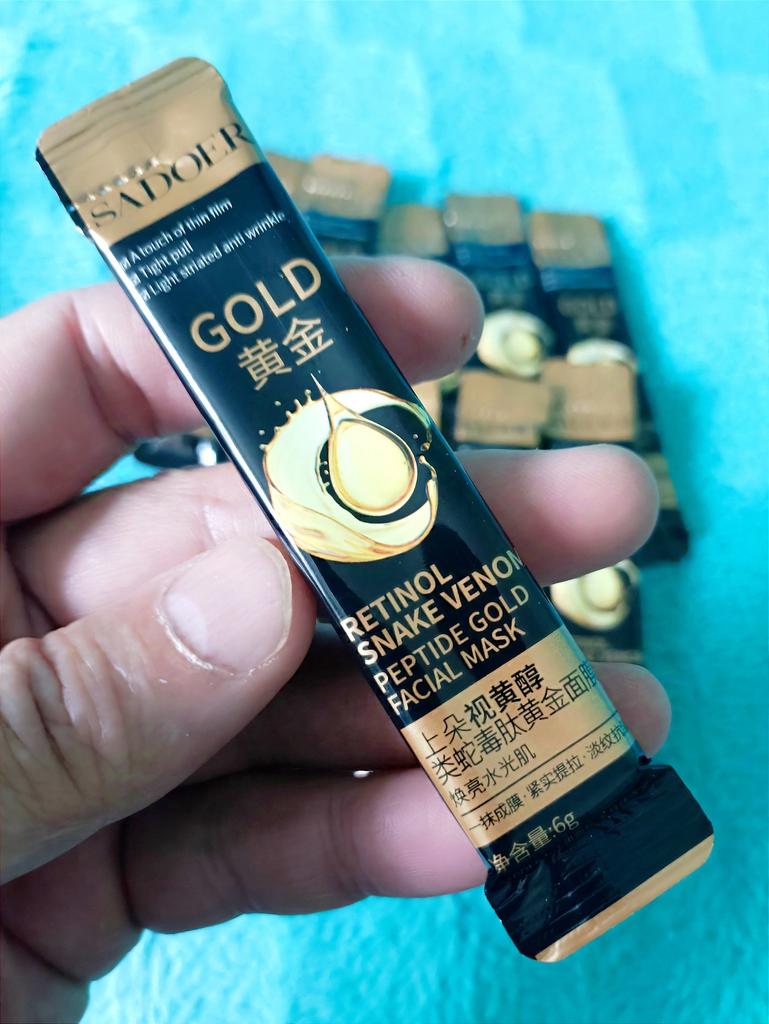 SADOER
A touch of thin film
Tight pull
Light striated anti wrinkle
GOLD
黄金
RETINOL
SNAKE VENOM
PEPTIDE GOLD
FACIAL MASK
上朵视黄醇
类蛇毒肽黄金面膜
焕亮水光肌
一抹成膜·紧实提拉·淡纹抗
净含量:6g
GOLD
GOLD